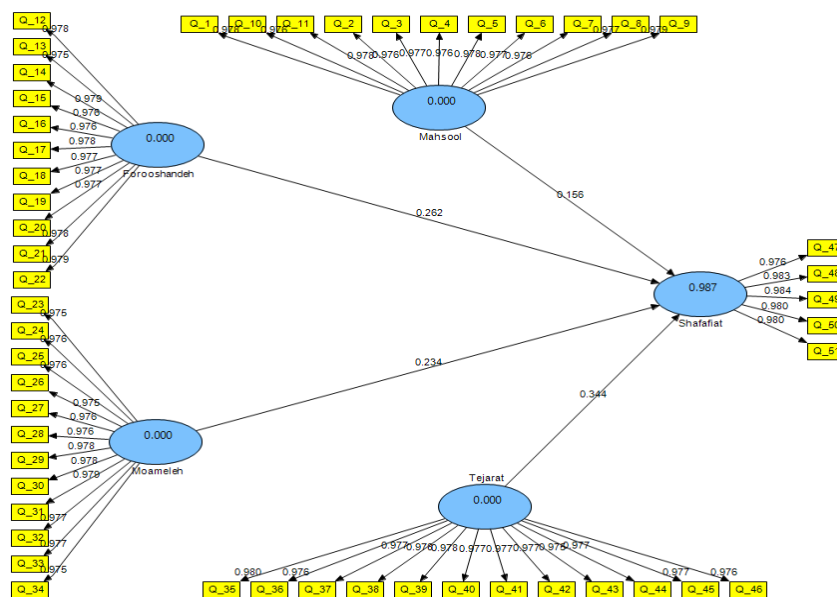 Q_12
0.978
Q_13
0.975
Q_14
0.979
Q_15
0.976
Q_16
0.976
Q_17
0.978
Q_18
0.977
Q_19
0.977
Q_20
0.977
Q_21
0.978
Q_22
0.979
0.000
Forooshandeh
Q_1
Q_10
Q_11
Q_2
Q_3
Q_4
Q_5
Q_6
Q_7
Q_8
Q_9
0.976
0.978
0.976
0.977
0.976
0.978
0.977
0.976
0.977
0.979
0.000
Mahsool
0.262
0.156
0.987
Shafafiat
Q_47
0.976
Q_48
0.983
Q_49
0.984
Q_50
0.980
Q_51
0.980
Q_23
0.975
Q_24
0.976
Q_25
0.976
Q_26
0.975
Q_27
0.976
Q_28
0.976
Q_29
0.978
Q_30
0.978
Q_31
0.979
Q_32
0.977
Q_33
0.977
Q_34
0.975
0.000
Moameleh
0.234
0.344
Tejarat
0.000
0.980
0.976
0.977
0.976
0.978
0.977
0.977
0.977
0.975
0.977
0.977
0.976
Q_35
Q_36
Q_37
Q_38
Q_39
Q_40
Q_41
Q_42
Q_43
Q_44
Q_45
Q_46